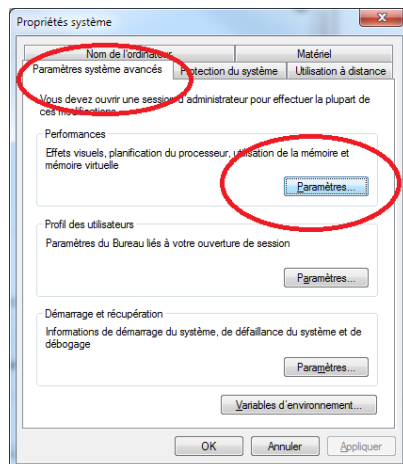 Propriétés système
Nom de l'ordinateur
Matériel
Paramètres système avancés
Protection du système
Utilisation à distance
Vous devez ouvrir une session d'administrateur pour effectuer la plupart de
ces modifications.
Performances
Effets visuels, planification du processeur, utilisation de la mémoire et
mémoire virtuelle
Paramètres...
Profil des utilisateurs
Paramètres du Bureau liés à votre ouverture de session
Paramètres...
Démarrage et récupération
Informations de démarrage du système, de défaillance du système et de
débogage
Paramètres...
Variables d'environnement...
OK
Annuler
Appliquer